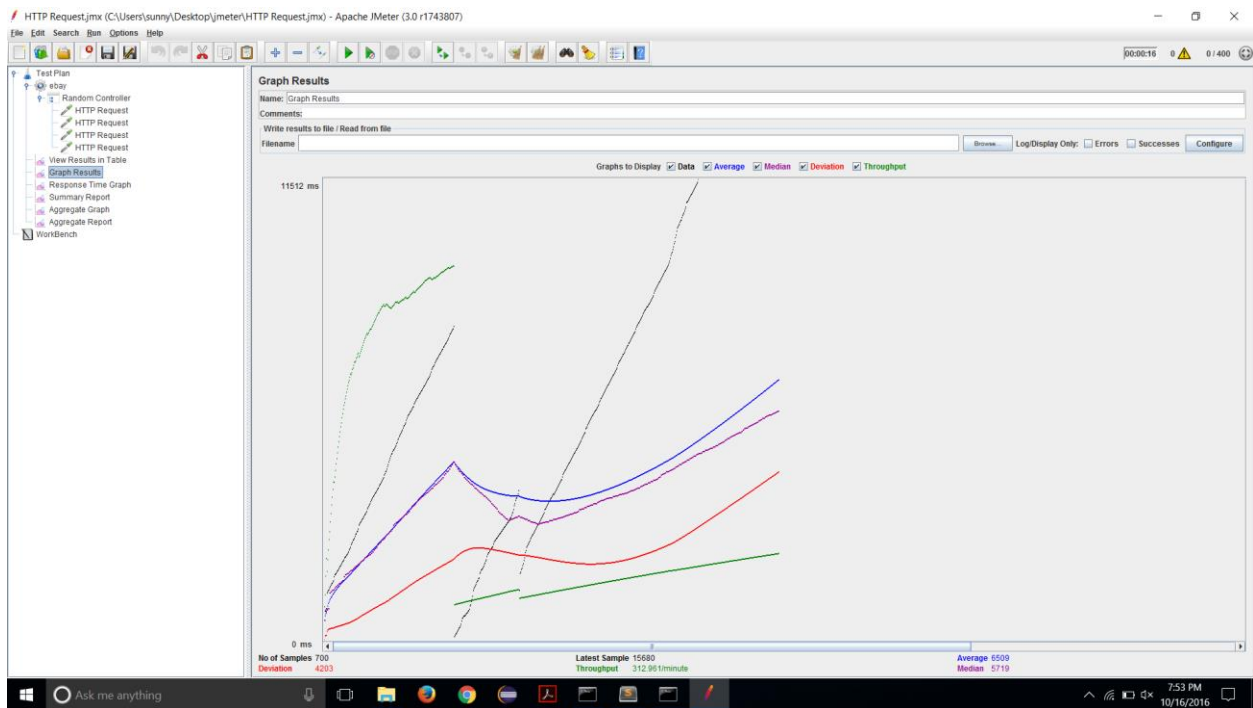 HTTP Request.jmx (C:\Users\sunny\Desktop\jmeter\HTTP Request.jmx) - Apache JMeter (3.0 r1743807)
File Edit Search Run Options Help
00:00:16 0 0 / 400
Test Plan
ebay
Random Controller
HTTP Request
HTTP Request
HTTP Request
HTTP Request
View Results in Table
Graph Results
Response Time Graph
Summary Report
Aggregate Graph
Aggregate Report
WorkBench
Graph Results
Name: Graph Results
Comments:
Write results to file / Read from file
Filename Browse... Log/Display Only: Errors Successes Configure
Graphs to Display Data Average Median Deviation Throughput
11512 ms
0 ms
No of Samples 700 Latest Sample 15680 Average 6509
Deviation 4203 Throughput 312.961/minute Median 5719
Ask me anything
7:53 PM
10/16/2016